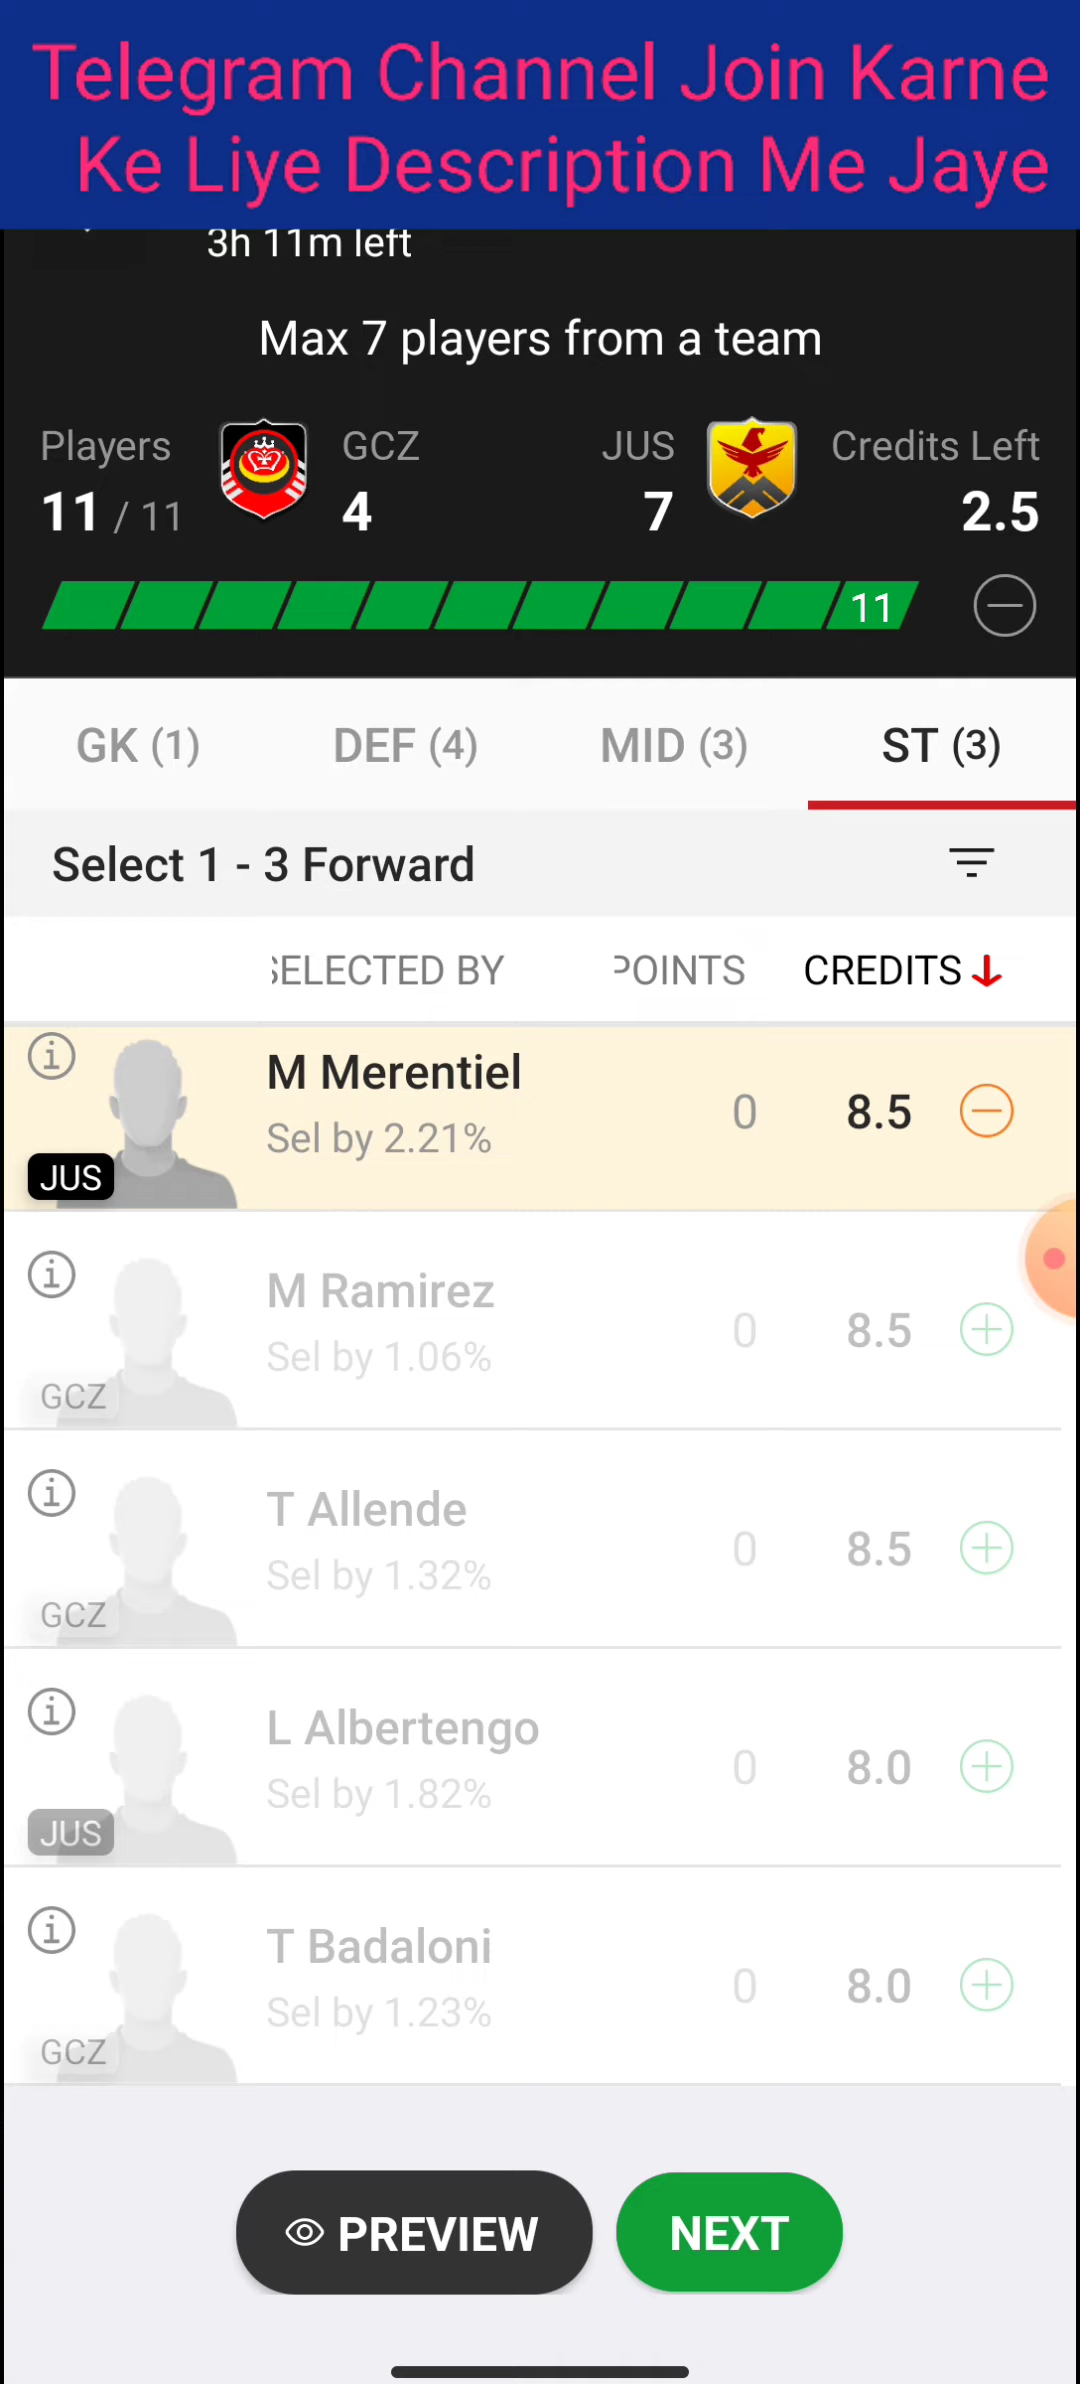 Telegram Channel Join Karne
Ke Liye Description Me Jaye
3h 11m left
Max 7 players from a team
Players GCZ JUS Credits Left
11 / 11 4 7 2.5
11
GK (1) DEF (4) MID (3) ST (3)
Select 1 - 3 Forward
SELECTED BY POINTS CREDITS
M Merentiel
Sel by 2.21% 0 8.5
JUS
M Ramirez
Sel by 1.06% 0 8.5
GCZ
T Allende
Sel by 1.32% 0 8.5
GCZ
L Albertengo
Sel by 1.82% 0 8.0
JUS
T Badaloni
Sel by 1.23% 0 8.0
GCZ
PREVIEW NEXT